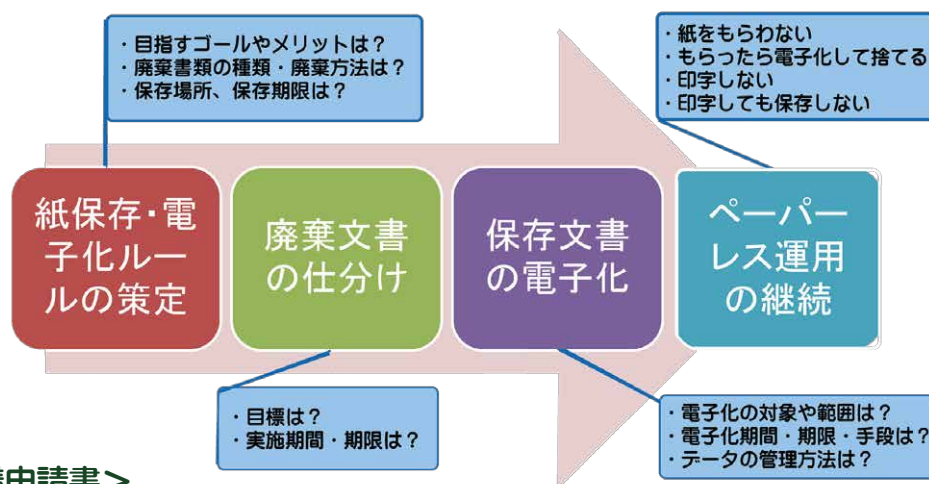 ・目指すゴールやメリットは？
・廃棄書類の種類・廃棄方法は？
・保存場所、保存期限は？
・紙をもらわない
・もらったら電子化して捨てる
・印字しない
・印字しても保存しない
紙保存・電
子化ルー
ルの策定
廃棄文書
の仕分け
保存文書
の電子化
ペーパー
レス運用
の継続
・目標は？
・実施期間・期限は？
・電子化の対象や範囲は？
・電子化期間・期限・手段は？
・データの管理方法は？
申請書＞